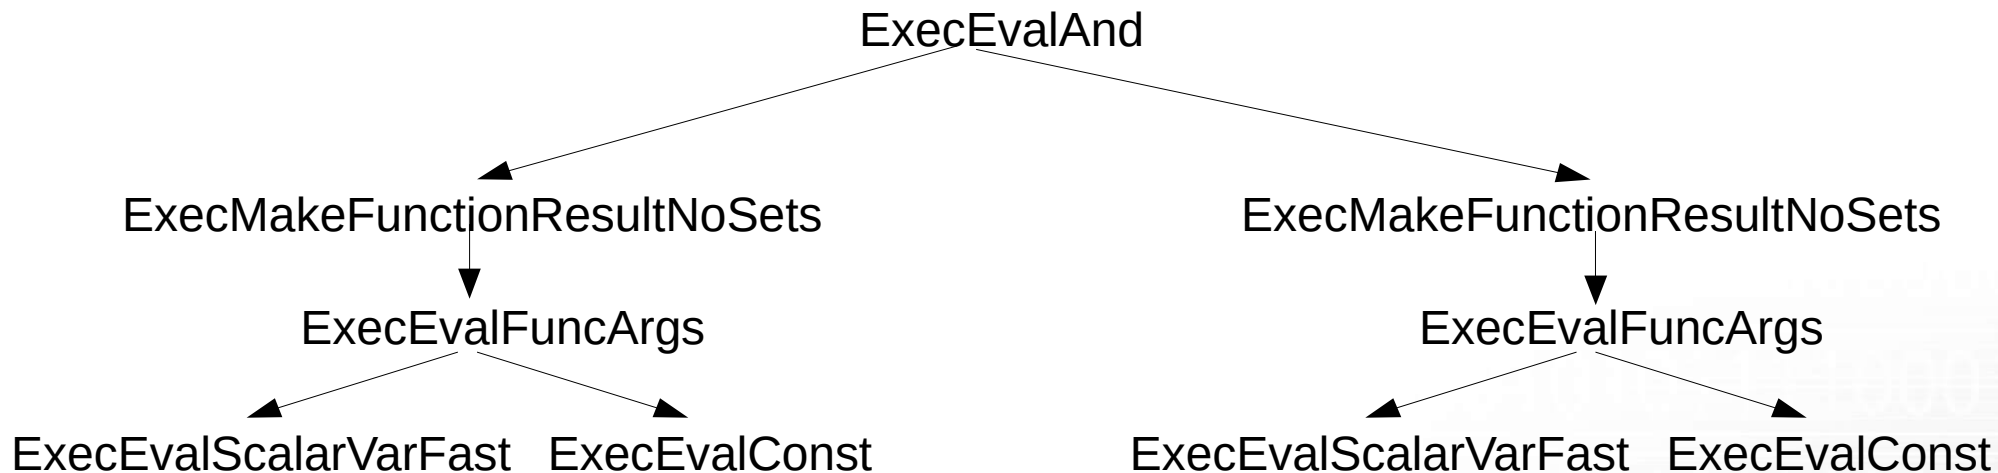 ExecEvalAnd
ExecMakeFunctionResultNoSets ExecMakeFunctionResultNoSets
ExecEvalFuncArgs ExecEvalFuncArgs
ExecEvalScalarVarFast ExecEvalConst ExecEvalScalarVarFast ExecEvalConst